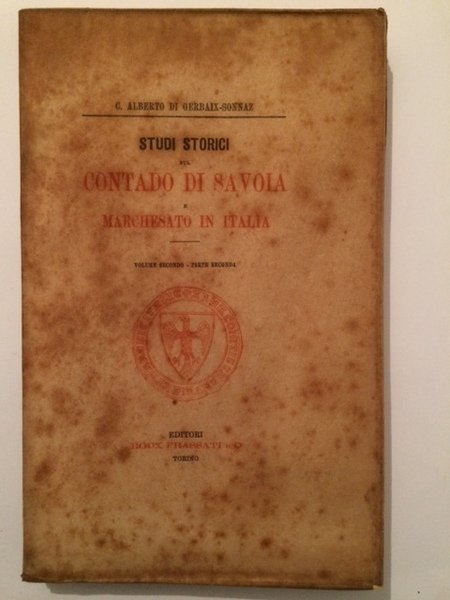 C. ALBERTO DI GERBAIX-SONNAZ
STUDI STORICI
SUL
CONTADO DI SAVOIA
E
MARCHESATO IN ITALIA
VOLUME SECONDO - PARTE SECONDA
EDITORI
ROUX FRASSATI e Cº
TORINO